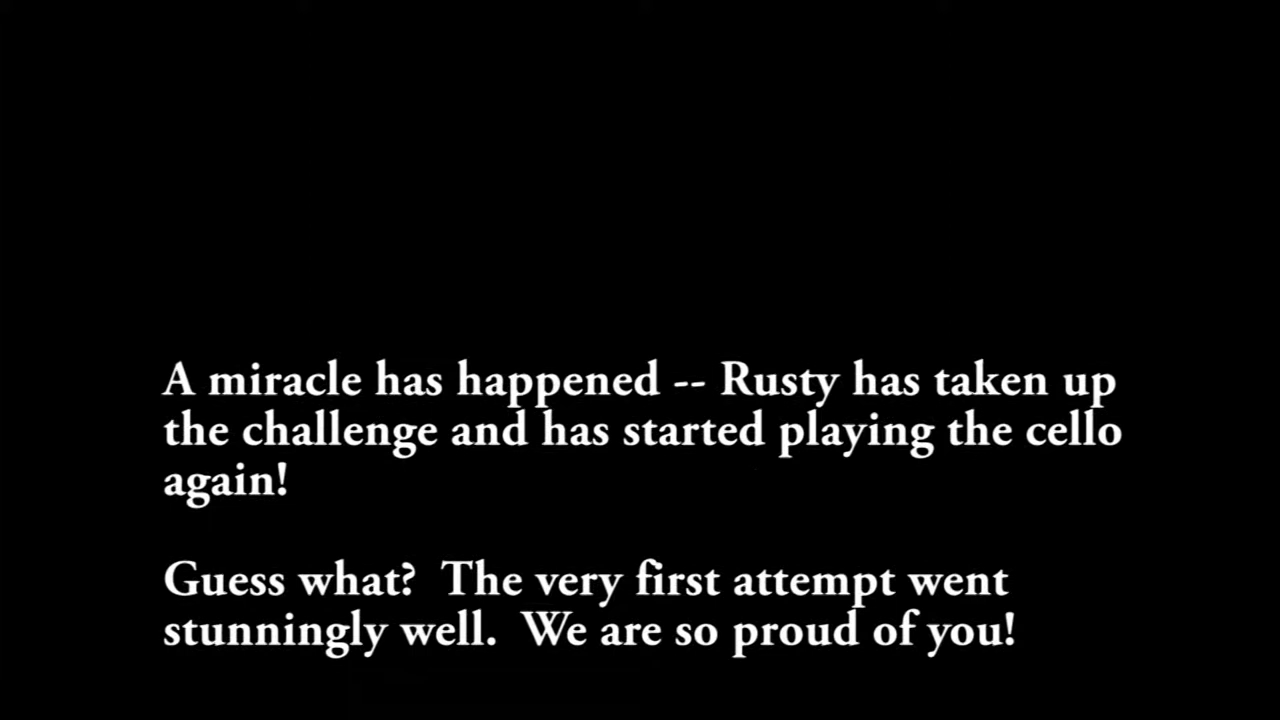 A miracle has happened -- Rusty has taken up
the challenge and has started playing the cello
again!
Guess what?  The very first attempt went
stunningly well.  We are so proud of you!